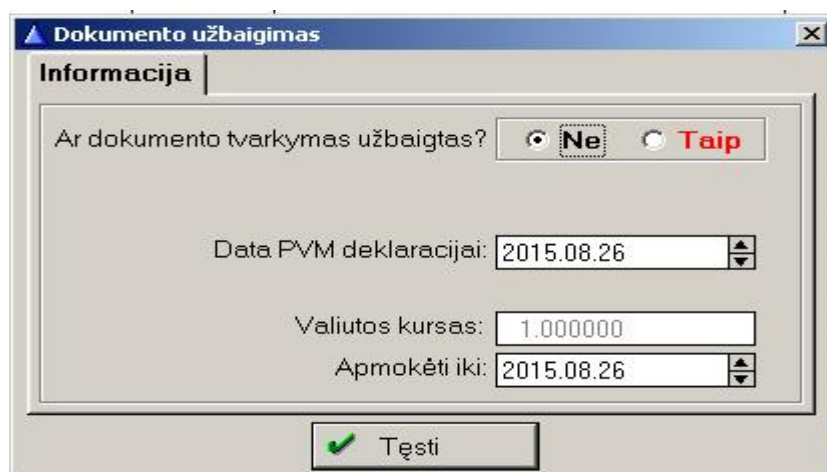 Dokumento užbaigimas
Informacija
Ar dokumento tvarkymas užbaigtas? Ne Taip
Data PVM deklaracijai: 2015.08.26
Valiutos kursas: 1.000000
Apmokėti iki: 2015.08.26
Tęsti